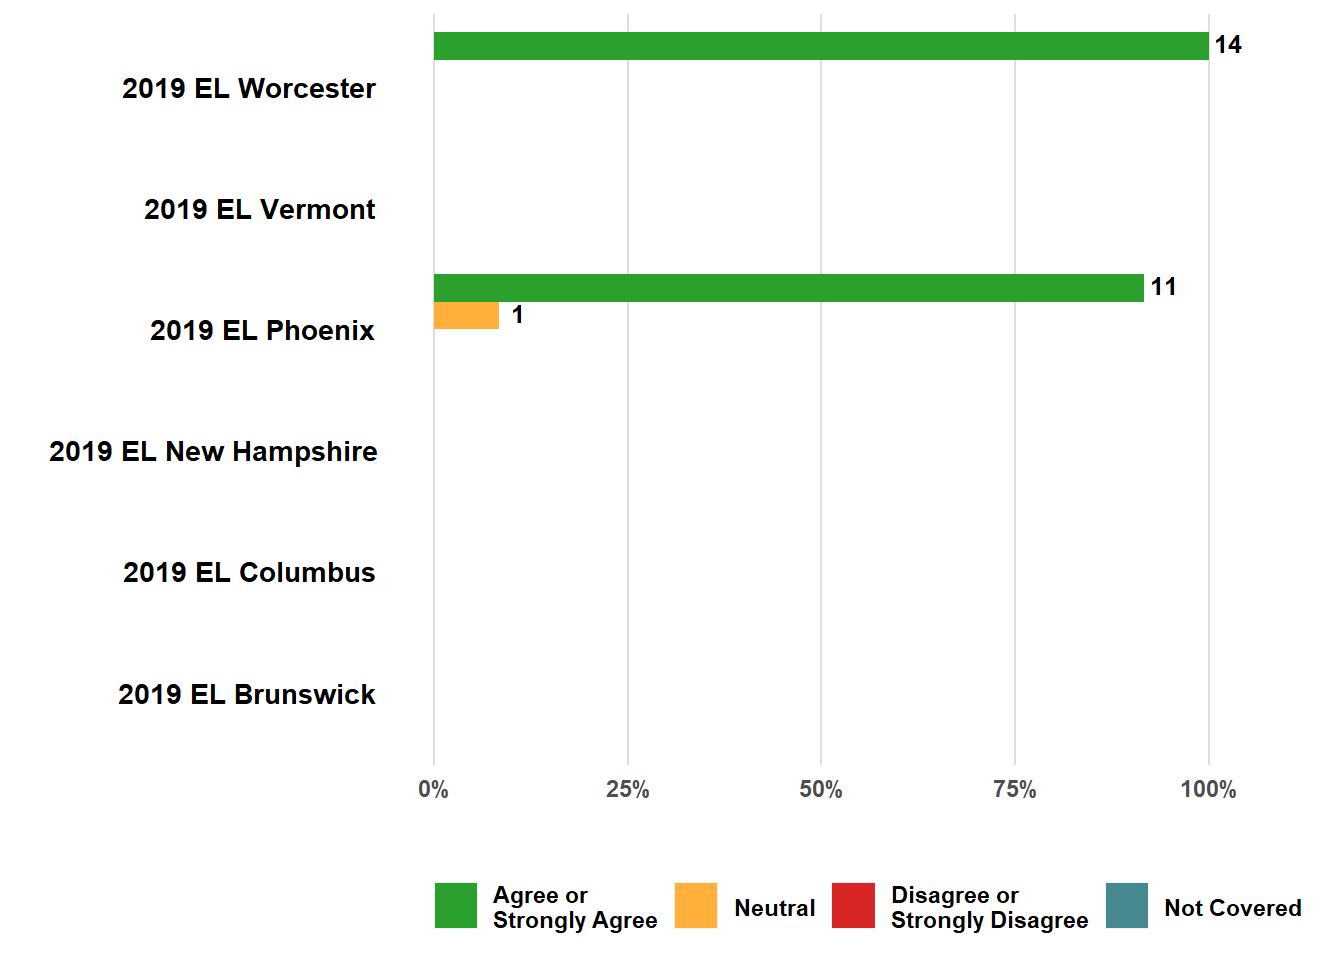 14
2019 EL Worcester
2019 EL Vermont
11
1
2019 EL Phoenix
2019 EL New Hampshire
2019 EL Columbus
2019 EL Brunswick
0% 25% 50% 75% 100%
Agree or
Strongly Agree
Neutral
Disagree or
Strongly Disagree
Not Covered